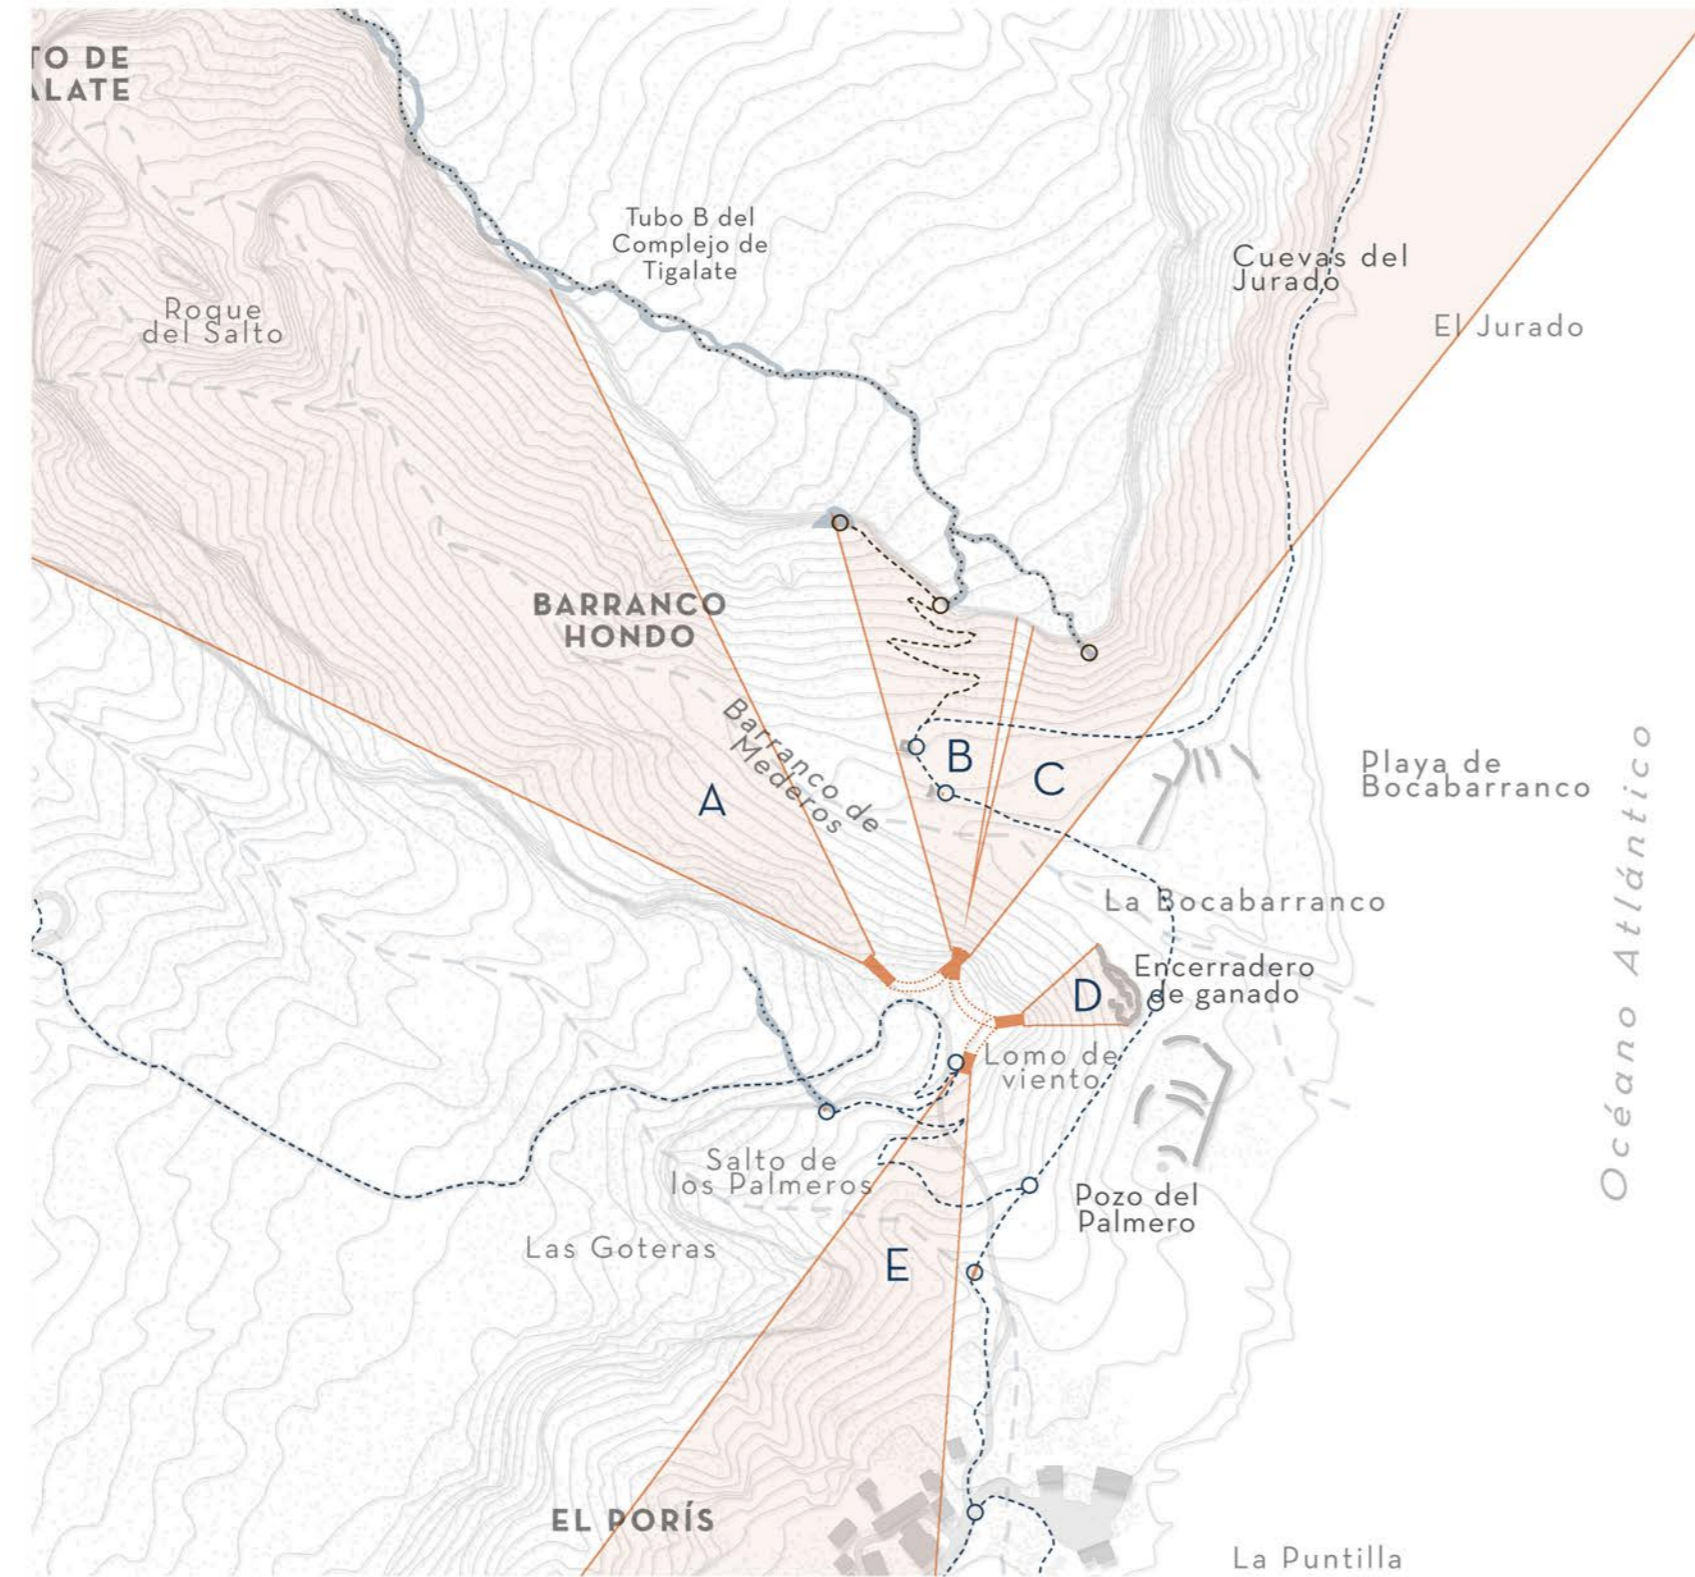 TO DE
ALATE
Tubo B del
Complejo de
Tigalate
Cuevas del
Jurado
Roque
del Salto
El Jurado
BARRANCO
HONDO
Barranco de
Mederos
A
B
C
Playa de
Bocabarranco
Océano Atlántico
La Bocabarranco
Encerradero
de ganado
D
Lomo de
viento
Salto de
los Palmeros
Pozo del
Palmero
Las Goteras
E
EL PORÍS
La Puntilla